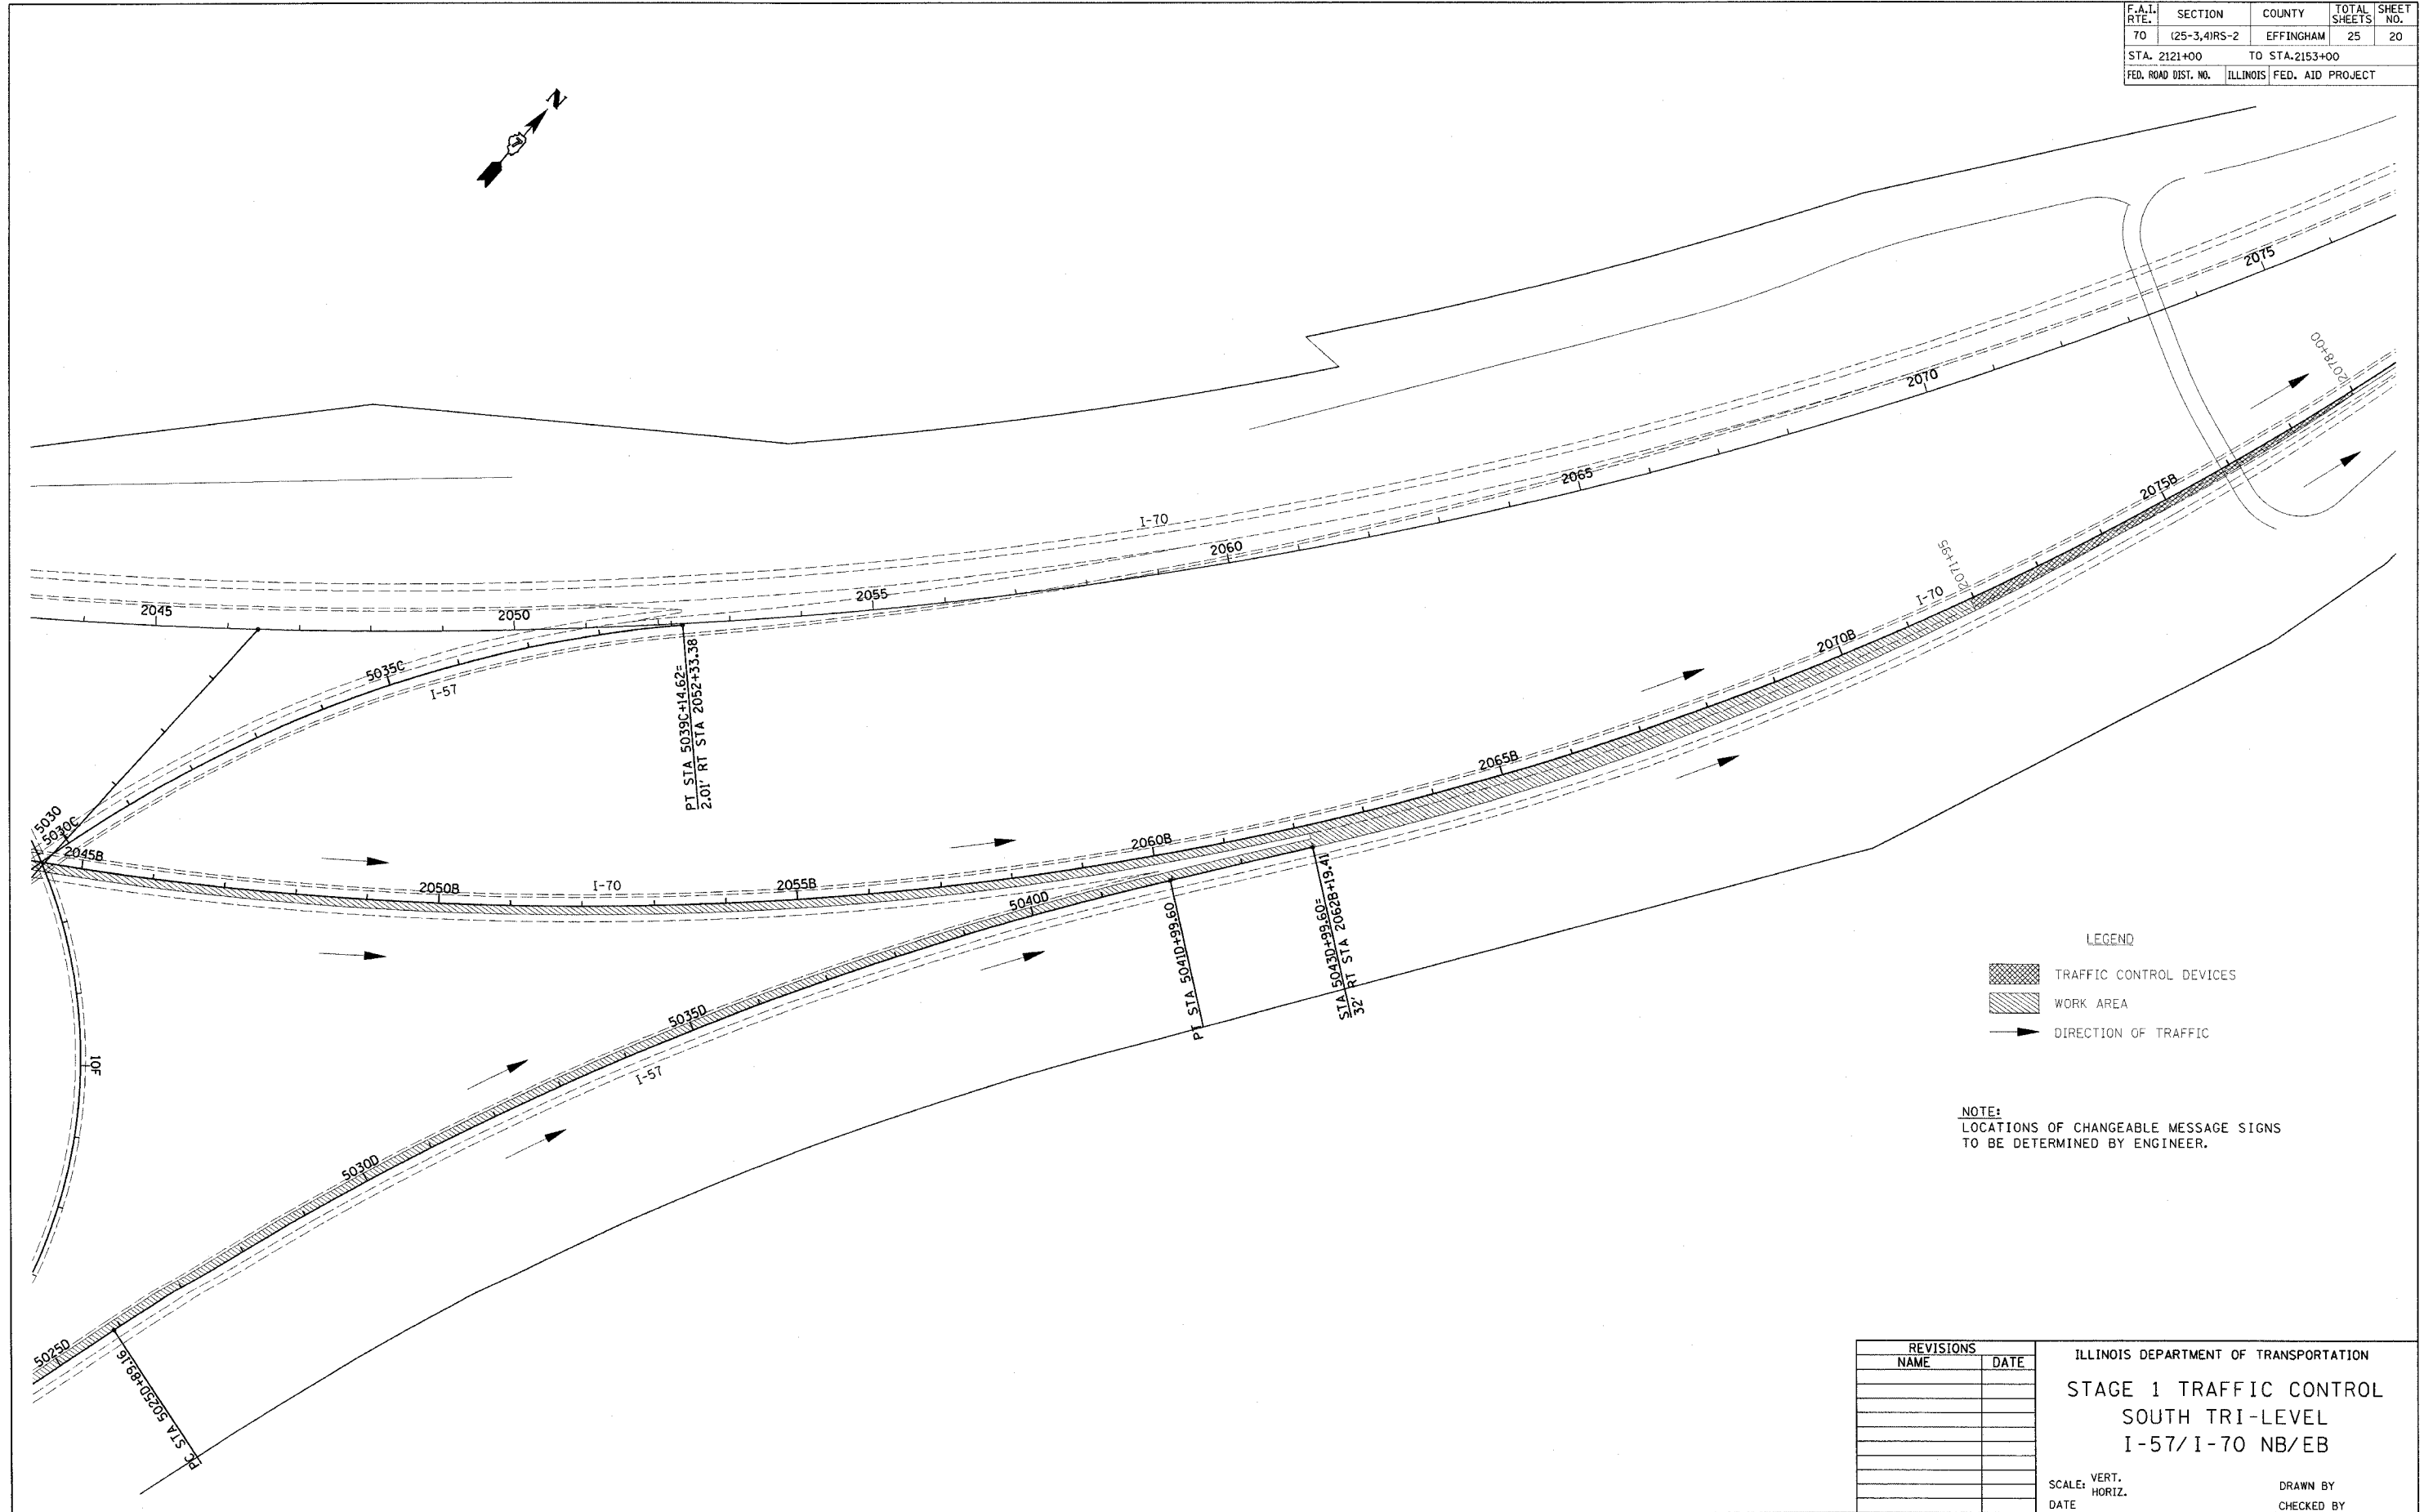 F.A.I. RTE. SECTION COUNTY TOTAL SHEETS SHEET NO.
70 (25-3,4)RS-2 EFFINGHAM 25 20
STA. 2121+00 TO STA.2153+00
FED. ROAD DIST. NO. ILLINOIS FED. AID PROJECT
N
2075
2078+00
2070
2075B
2065
I-70
2060
2071+95
I-70
2055
2045
2050
2070B
5035C
I-57
PT STA 5039C+14.62=
2.01' RT STA 2052+33.38
2065B
5030
5030C
2045B
2060B
2050B
I-70
2055B
5040D
PT STA 5041D+99.60
STA 5043D+99.60=
32' RT STA 2062B+19.41
5035D
10F
I-57
5030D
5025D
PC STA 5025D+89.16
LEGEND
TRAFFIC CONTROL DEVICES
WORK AREA
DIRECTION OF TRAFFIC
NOTE:
LOCATIONS OF CHANGEABLE MESSAGE SIGNS
TO BE DETERMINED BY ENGINEER.
REVISIONS
NAME DATE
ILLINOIS DEPARTMENT OF TRANSPORTATION
STAGE 1 TRAFFIC CONTROL
SOUTH TRI-LEVEL
I-57/I-70 NB/EB
SCALE: VERT.
HORIZ.
DATE
DRAWN BY
CHECKED BY